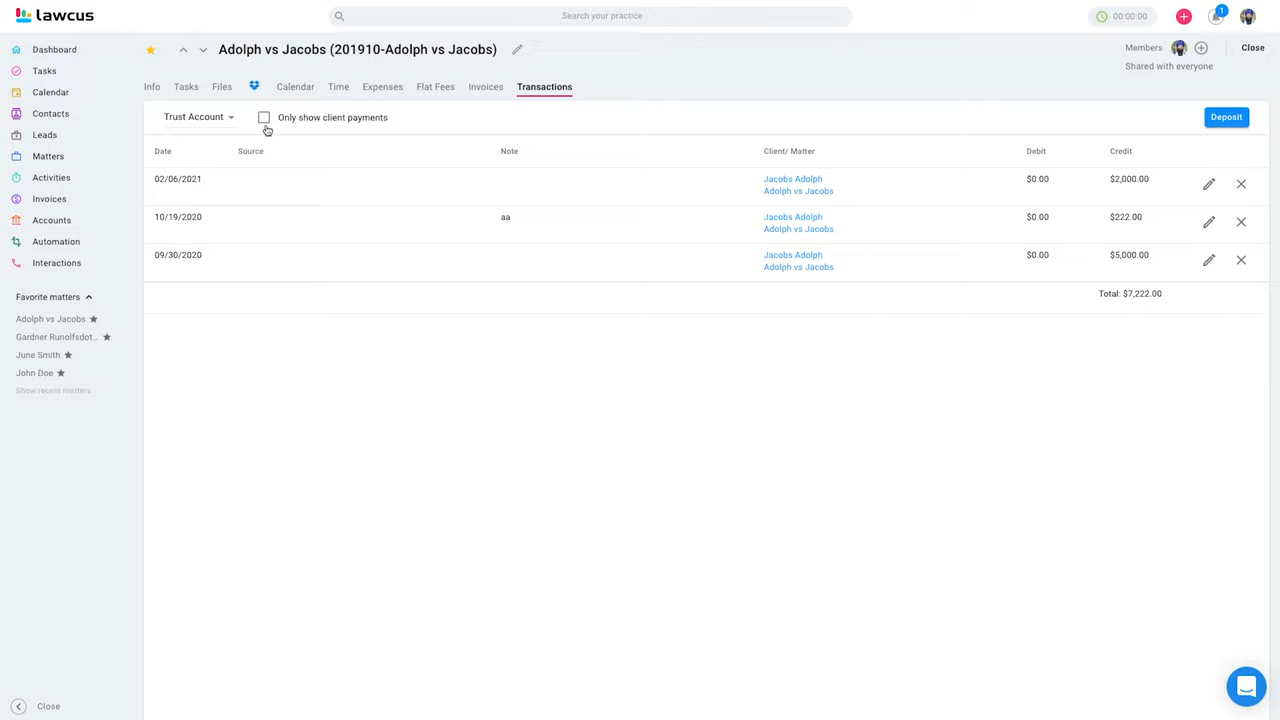 lawcus
Search your practice
00:00:00
1
Adolph vs Jacobs (201910-Adolph vs Jacobs)
Members
Close
Shared with everyone
Dashboard
Tasks
Calendar
Contacts
Leads
Matters
Activities
Invoices
Accounts
Automation
Interactions
Favorite matters
Adolph vs Jacobs
Gardner Runolfsdot...
June Smith
John Doe
Show recent matters
Close
Info Tasks Files Calendar Time Expenses Flat Fees Invoices Transactions
Trust Account Only show client payments Deposit
Date Source Note Client/ Matter Debit Credit
02/06/2021 Jacobs Adolph $0.00 $2,000.00
Adolph vs Jacobs
10/19/2020 aa Jacobs Adolph $0.00 $222.00
Adolph vs Jacobs
09/30/2020 Jacobs Adolph $0.00 $5,000.00
Adolph vs Jacobs
Total: $7,222.00